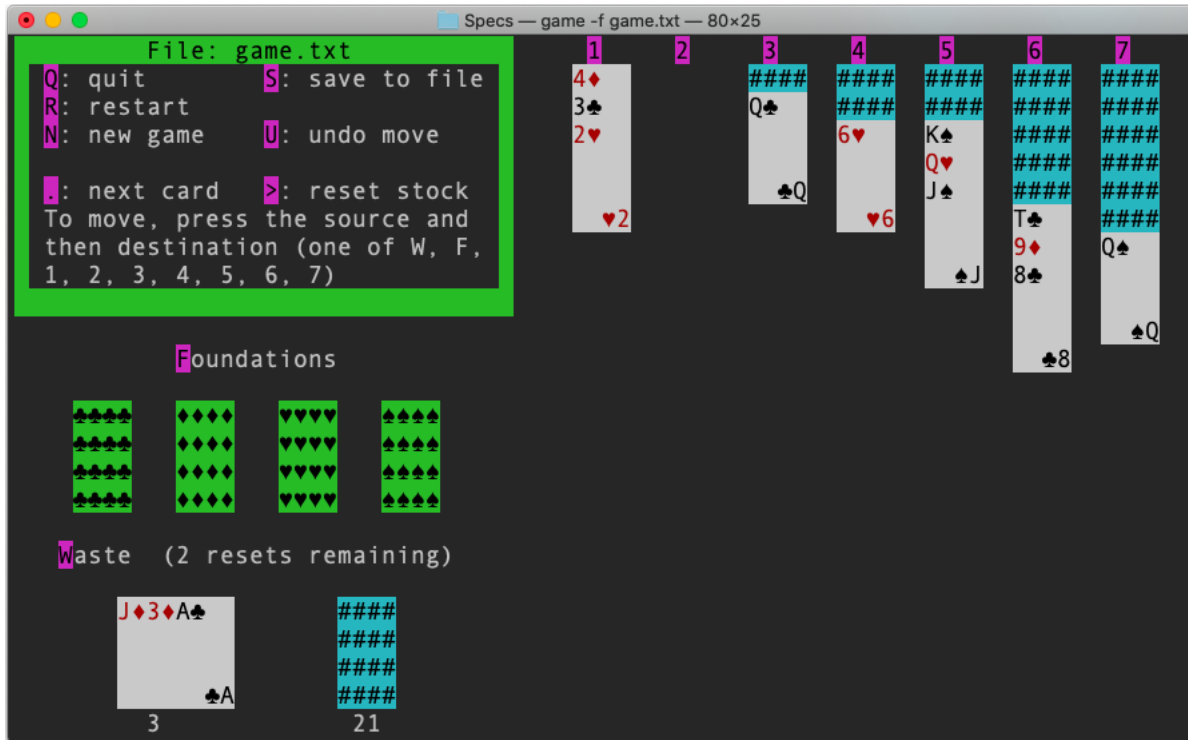 Specs — game -f game.txt — 80×25
File: game.txt
Q: quit S: save to file
R: restart
N: new game U: undo move
.: next card >: reset stock
To move, press the source and
then destination (one of W, F,
1, 2, 3, 4, 5, 6, 7)
Foundations
♣♣♣♣ ♦♦♦♦ ♥♥♥♥ ♠♠♠♠
♣♣♣♣ ♦♦♦♦ ♥♥♥♥ ♠♠♠♠
♣♣♣♣ ♦♦♦♦ ♥♥♥♥ ♠♠♠♠
♣♣♣♣ ♦♦♦♦ ♥♥♥♥ ♠♠♠♠
Waste (2 resets remaining)
J♦3♦A♣ ####
####
####
♣A ####
3 21
1 2 3 4 5 6 7
4♦ #### #### #### #### ####
3♣ Q♣ #### #### #### ####
2♥ 6♥ K♠ #### ####
Q♥ #### ####
♣Q J♠ #### ####
♥2 ♥6 T♣ ####
9♦ Q♠
♠J 8♣
♠Q
♣8